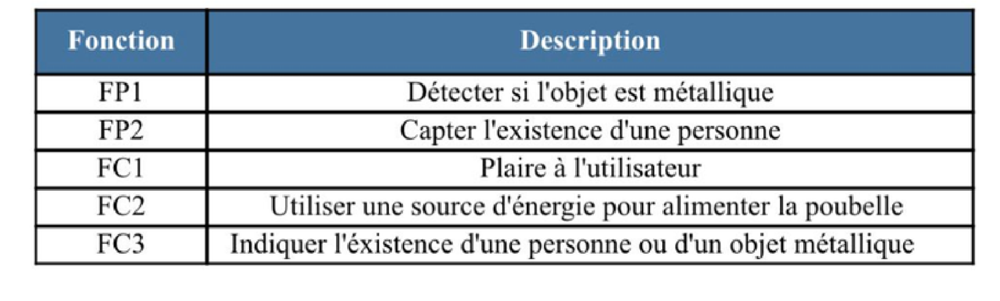 Fonction Description
FP1 Détecter si l'objet est métallique
FP2 Capter l'existence d'une personne
FC1 Plaire à l'utilisateur
FC2 Utiliser une source d'énergie pour alimenter la poubelle
FC3 Indiquer l'éxistence d'une personne ou d'un objet métallique